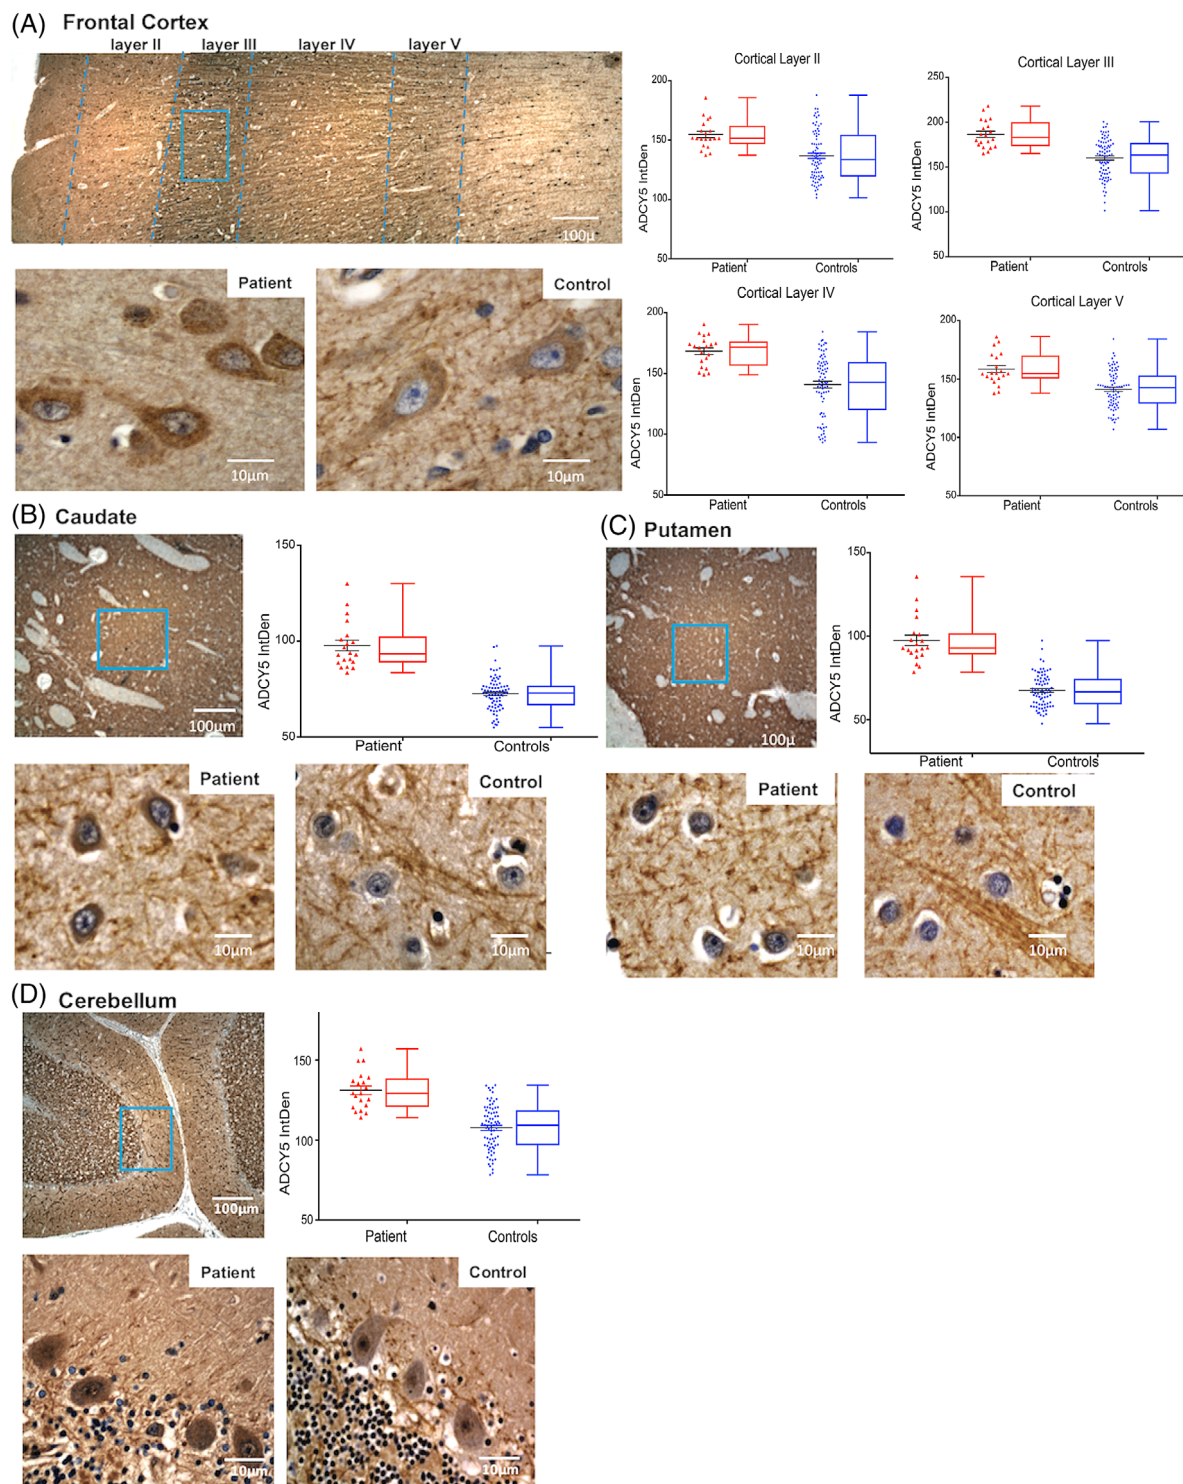 (A) Frontal Cortex
layer II layer III layer IV layer V
100µ
Patient
10µm
Control
10µm
Cortical Layer II
ADCY5 IntDen
200
150
100
50
Patient Controls
Cortical Layer III
ADCY5 IntDen
250
200
150
100
50
Patient Controls
Cortical Layer IV
ADCY5 IntDen
200
150
100
50
Patient Controls
Cortical Layer V
ADCY5 IntDen
200
150
100
50
Patient Controls
(B) Caudate
100µm
ADCY5 IntDen
150
100
50
Patient Controls
Patient
10µm
Control
10µm
(C) Putamen
100µ
ADCY5 IntDen
150
100
50
Patient Controls
Patient
10µm
Control
10µm
(D) Cerebellum
100µm
ADCY5 IntDen
150
100
50
Patient Controls
Patient
10µm
Control
10µm